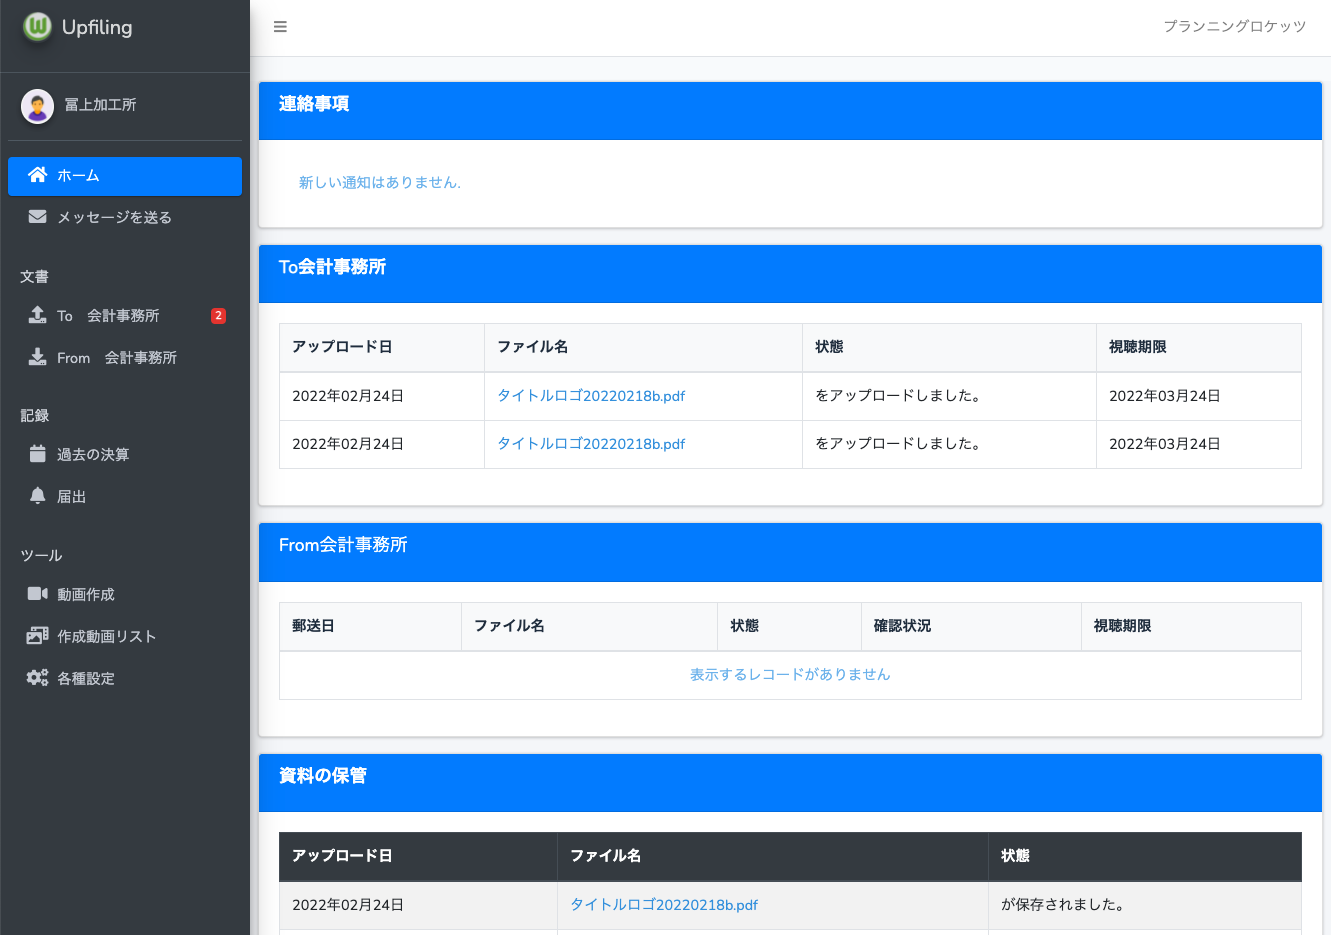 Upfiling
プランニングロケッツ
冨上加工所
ホーム
メッセージを送る
文書
To　会計事務所 2
From　会計事務所
記録
過去の決算
届出
ツール
動画作成
作成動画リスト
各種設定
連絡事項
新しい通知はありません.
To会計事務所
アップロード日 ファイル名 状態 視聴期限
2022年02月24日 タイトルロゴ20220218b.pdf をアップロードしました。 2022年03月24日
2022年02月24日 タイトルロゴ20220218b.pdf をアップロードしました。 2022年03月24日
From会計事務所
郵送日 ファイル名 状態 確認状況 視聴期限
表示するレコードがありません
資料の保管
アップロード日 ファイル名 状態
2022年02月24日 タイトルロゴ20220218b.pdf が保存されました。